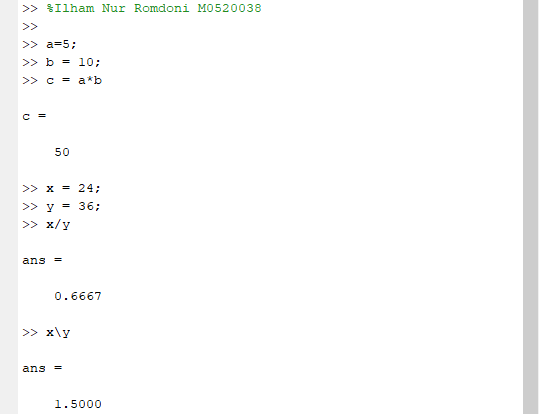 >> %Ilham Nur Romdoni M0520038
>>
>> a=5;
>> b = 10;
>> c = a*b
c =
50
>> x = 24;
>> y = 36;
>> x/y
ans =
0.6667
>> x\y
ans =
1.5000